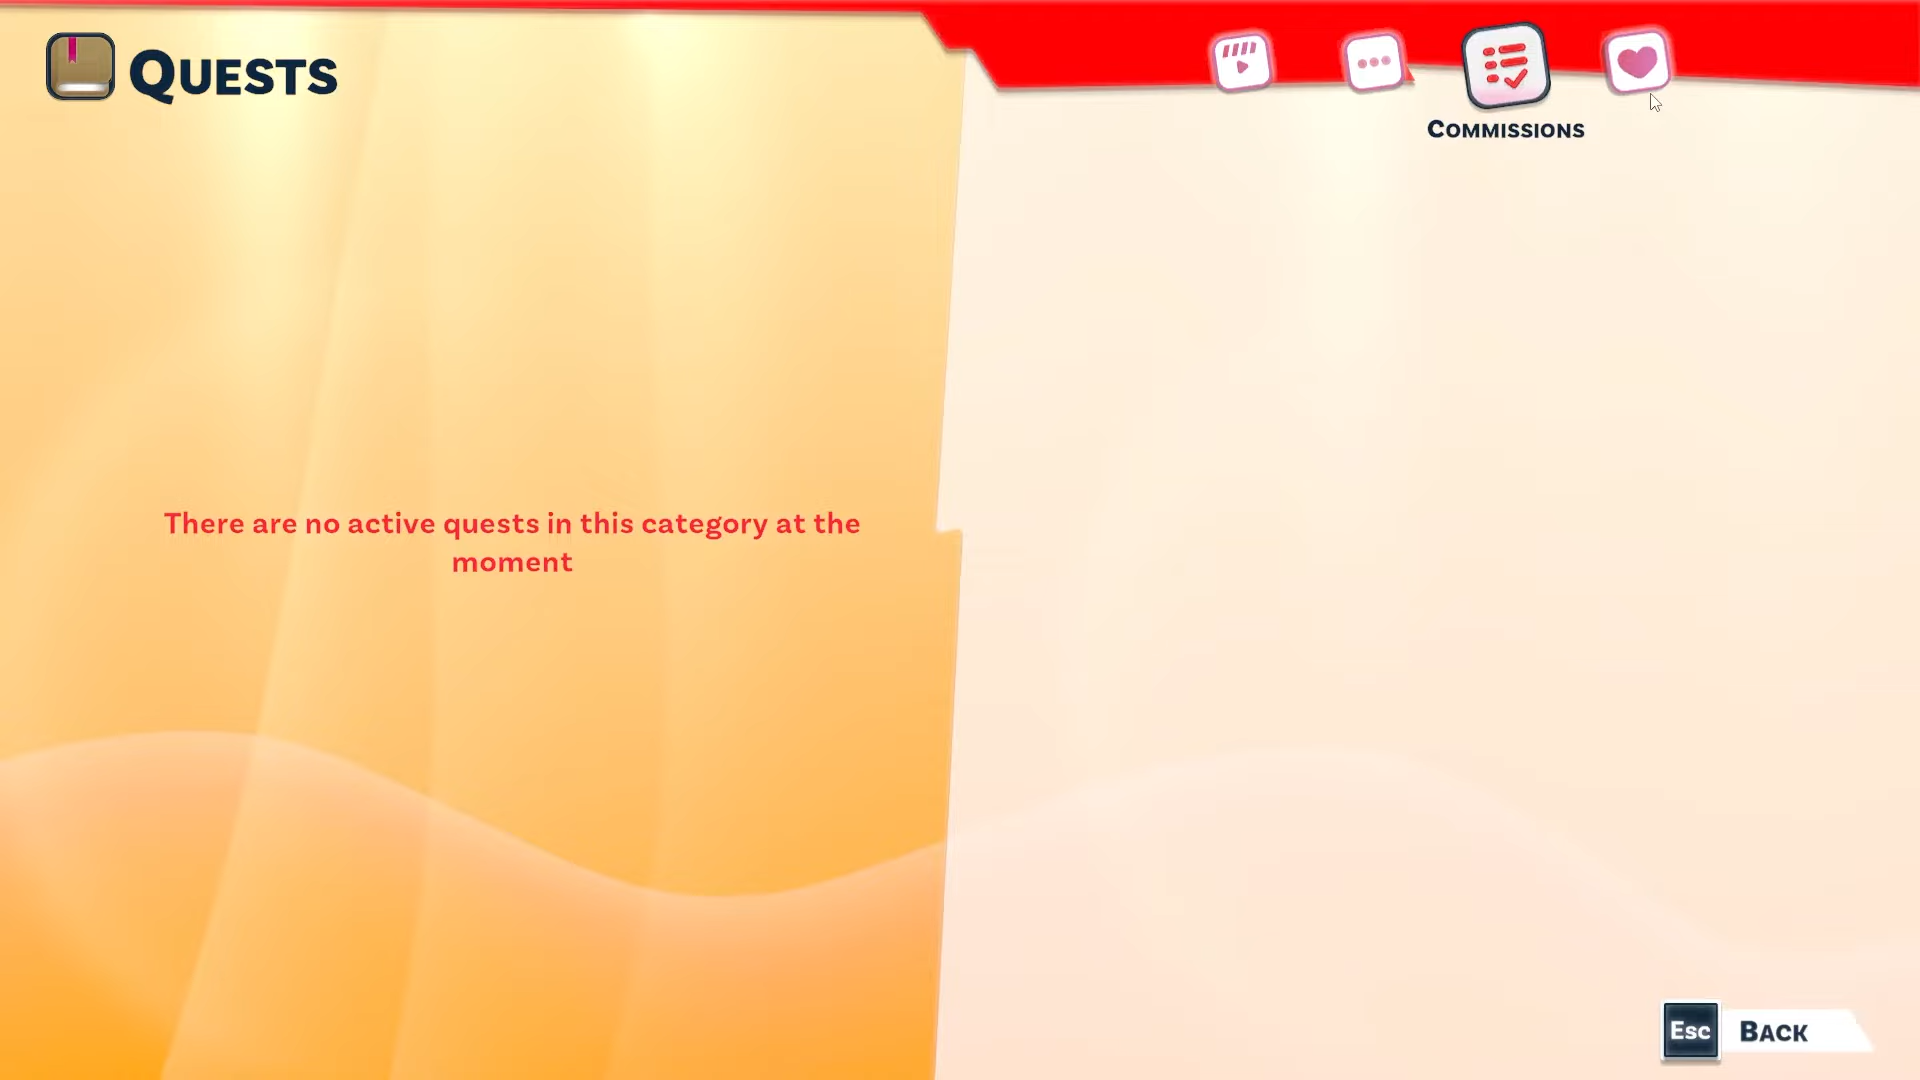 QUESTS
COMMISSIONS
There are no active quests in this category at the
moment
Esc BACK